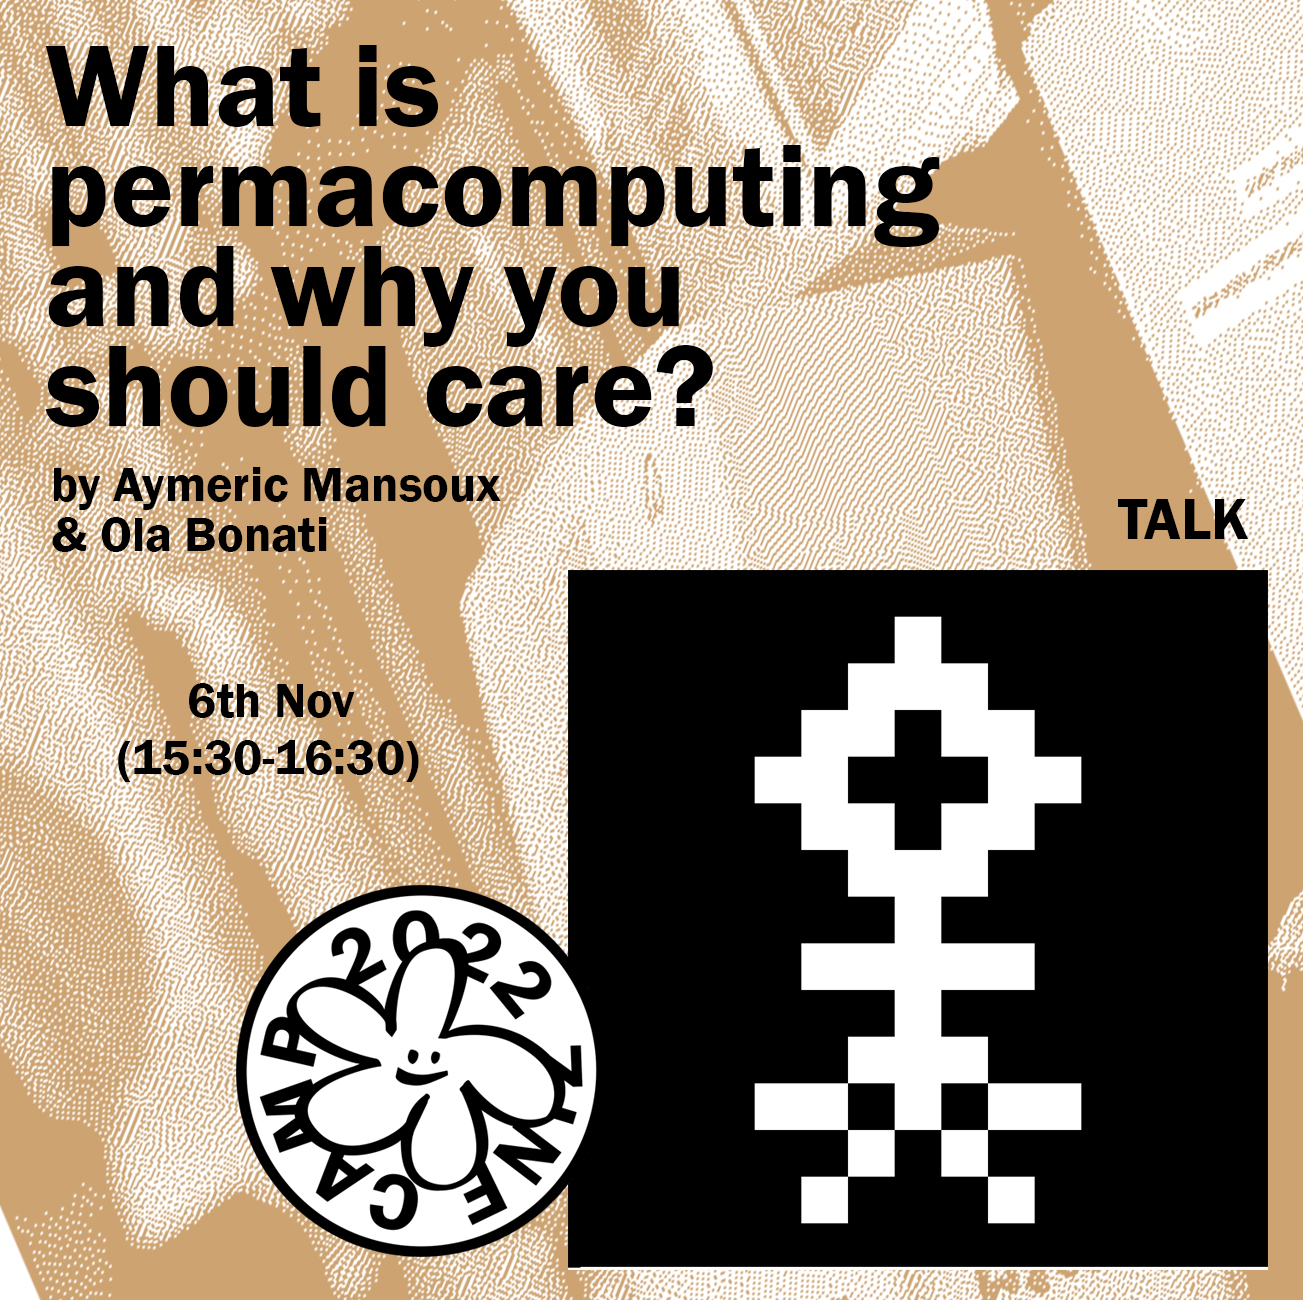 What is
permacomputing
and why you
should care?
by Aymeric Mansoux
& Ola Bonati
TALK
6th Nov
(15:30-16:30)
2022 ZINE CAMP